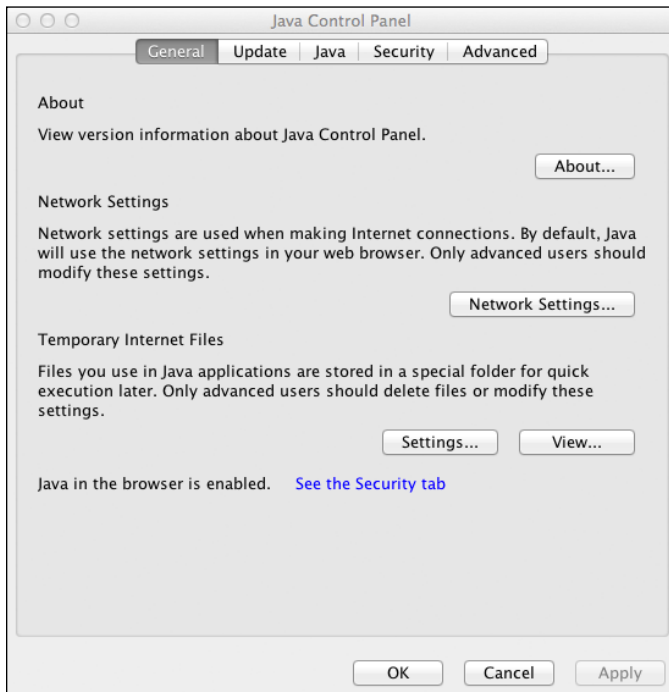 Java Control Panel
General Update Java Security Advanced
About
View version information about Java Control Panel.
About...
Network Settings
Network settings are used when making Internet connections. By default, Java
will use the network settings in your web browser. Only advanced users should
modify these settings.
Network Settings...
Temporary Internet Files
Files you use in Java applications are stored in a special folder for quick
execution later. Only advanced users should delete files or modify these
settings.
Settings... View...
Java in the browser is enabled. See the Security tab
OK Cancel Apply